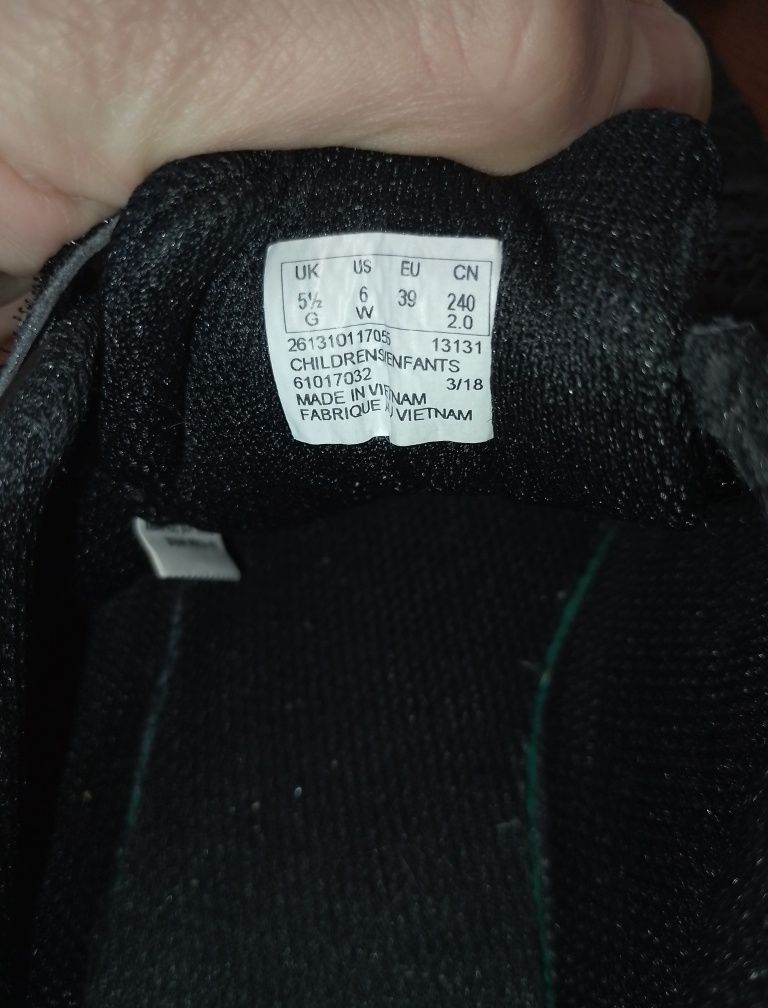 UK US EU CN
5½ 6 39 240
G W 2.0
261310117055 13131
CHILDRENS/ENFANTS
61017032 3/18
MADE IN VIETNAM
FABRIQUE AU VIETNAM